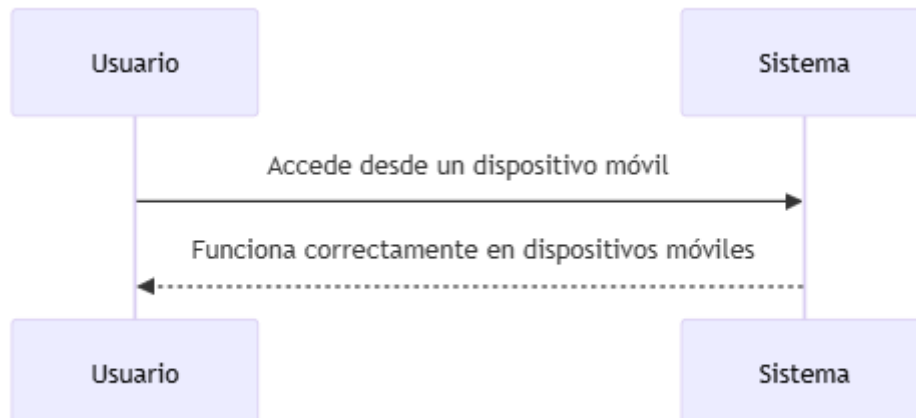 Usuario
Sistema
Accede desde un dispositivo móvil
Funciona correctamente en dispositivos móviles
Usuario
Sistema